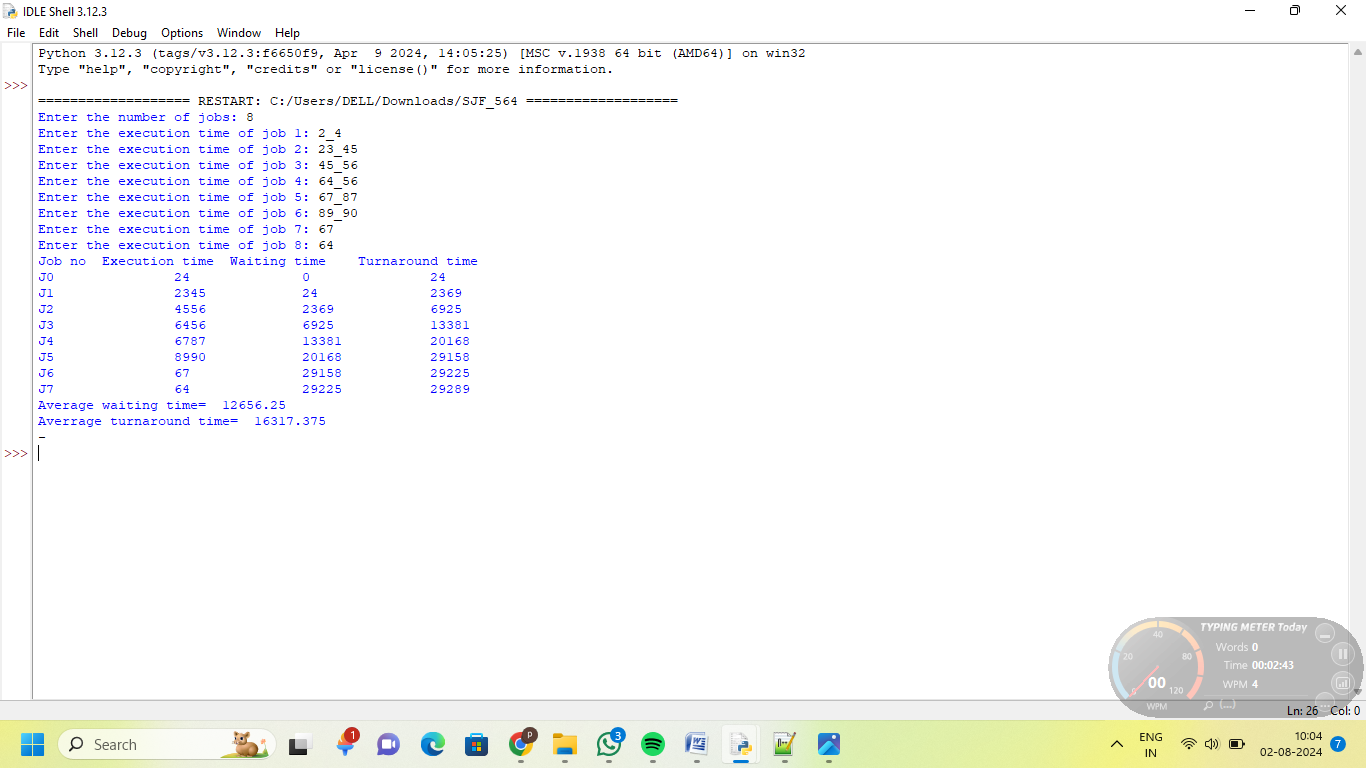 IDLE Shell 3.12.3
File Edit Shell Debug Options Window Help
Python 3.12.3 (tags/v3.12.3:f6650f9, Apr  9 2024, 14:05:25) [MSC v.1938 64 bit (AMD64)] on win32
Type "help", "copyright", "credits" or "license()" for more information.
>>>
=================== RESTART: C:/Users/DELL/Downloads/SJF_564 ===================
Enter the number of jobs: 8
Enter the execution time of job 1: 2_4
Enter the execution time of job 2: 23_45
Enter the execution time of job 3: 45_56
Enter the execution time of job 4: 64_56
Enter the execution time of job 5: 67_87
Enter the execution time of job 6: 89_90
Enter the execution time of job 7: 67
Enter the execution time of job 8: 64
Job no  Execution time  Waiting time    Turnaround time
J0 24 0 24
J1 2345 24 2369
J2 4556 2369 6925
J3 6456 6925 13381
J4 6787 13381 20168
J5 8990 20168 29158
J6 67 29158 29225
J7 64 29225 29289
Average waiting time=  12656.25
Averrage turnaround time=  16317.375
-
>>>
TYPING METER Today
Words 0
Time 00:02:43
WPM 4
0 20 40 80 120
00
WPM
(...)
Ln: 26 Col: 0
Search
1
P
3
ENG
IN
10:04
02-08-2024
7